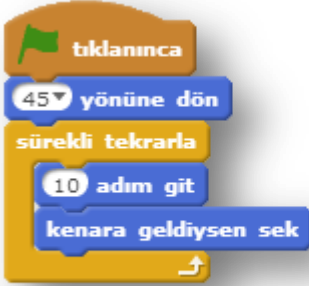 tıklanınca
45 yönüne dön
sürekli tekrarla
10 adım git
kenara geldiysen sek